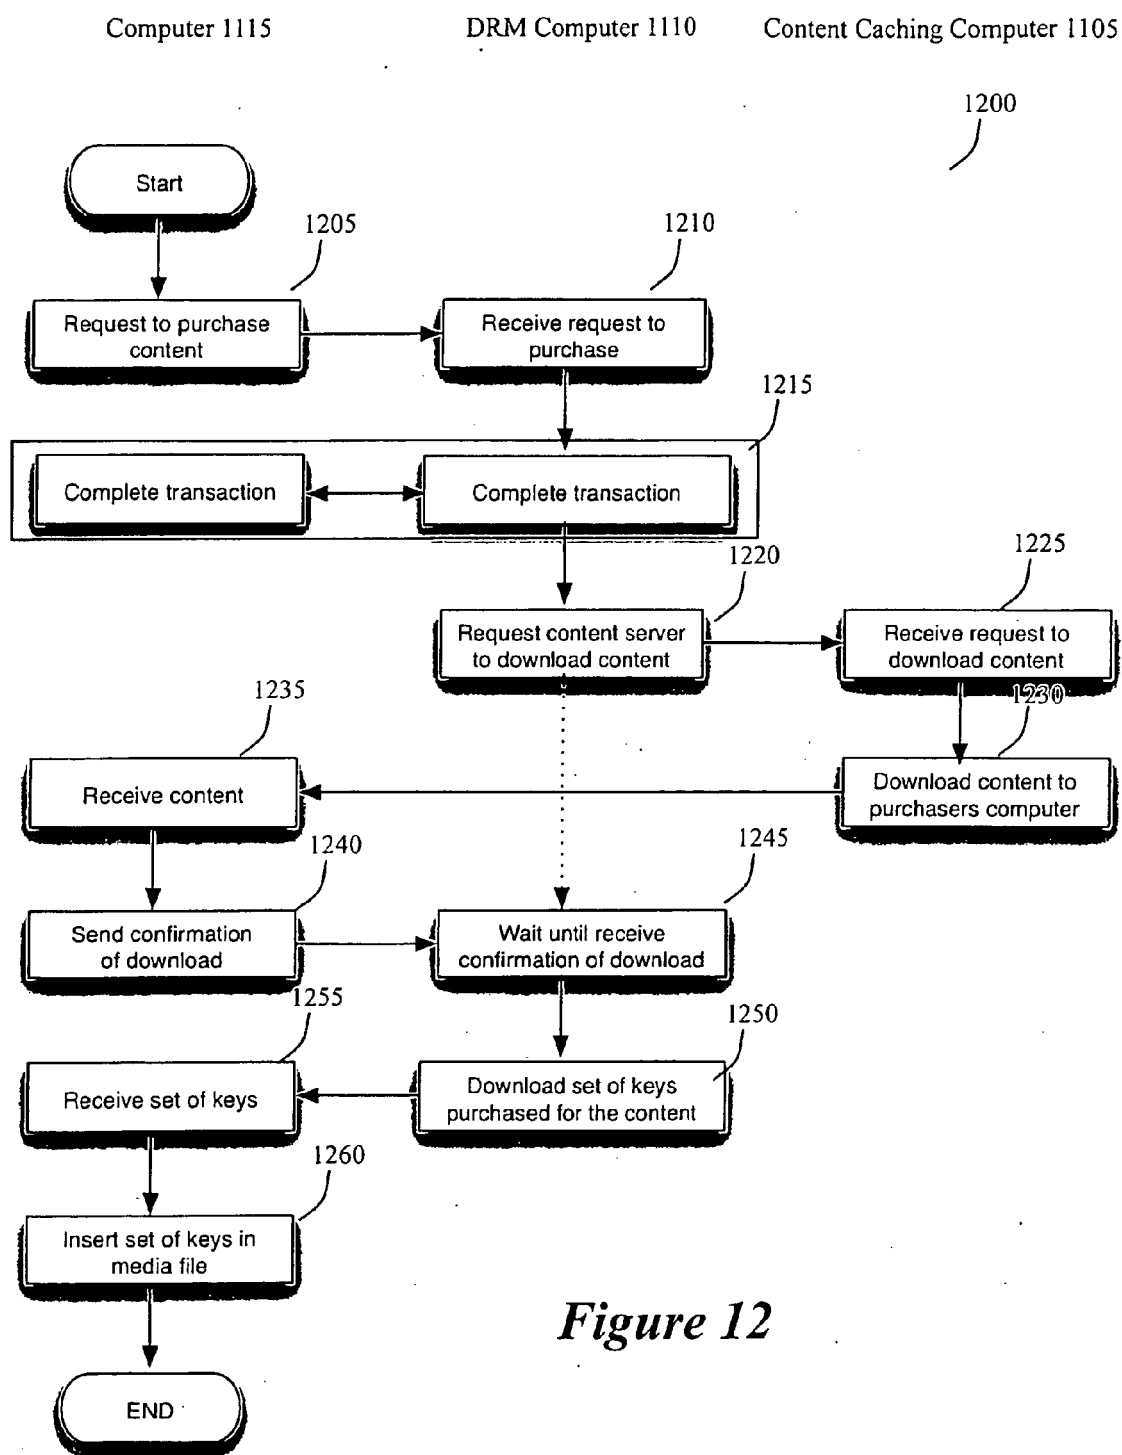 Computer 1115
DRM Computer 1110
Content Caching Computer 1105
1200
Start
1205
1210
Request to purchase
content
Receive request to
purchase
1215
Complete transaction
Complete transaction
1220
1225
Request content server
to download content
Receive request to
download content
1230
1235
Receive content
Download content to
purchasers computer
1240
1245
Send confirmation
of download
Wait until receive
confirmation of download
1255
1250
Receive set of keys
Download set of keys
purchased for the content
1260
Insert set of keys in
media file
Figure 12
END